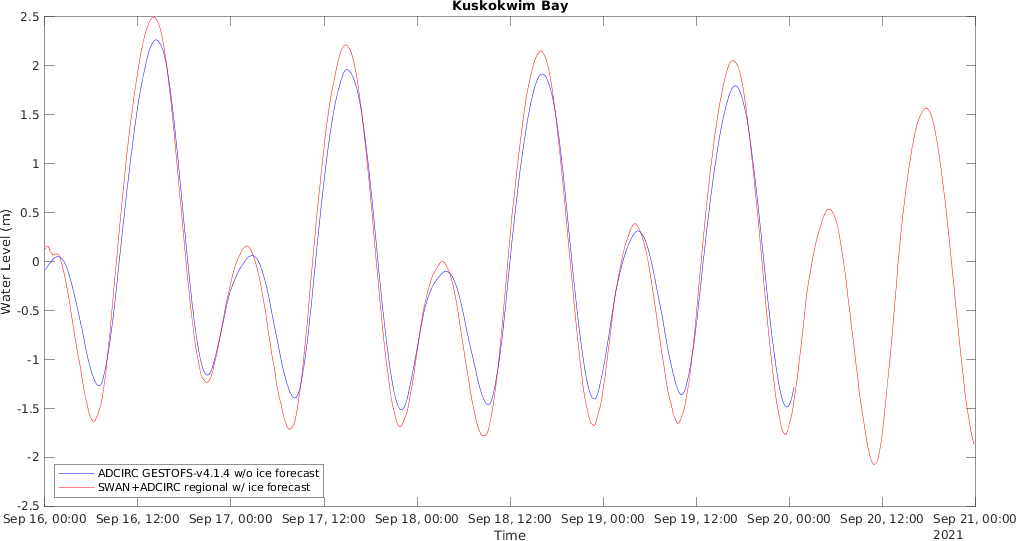 Kuskokwim Bay
2.5
2
1.5
1
0.5
0
-0.5
-1
-1.5
-2
-2.5
Water Level (m)
ADCIRC GESTOFS-v4.1.4 w/o ice forecast
SWAN+ADCIRC regional w/ ice forecast
Sep 16, 00:00 Sep 16, 12:00 Sep 17, 00:00 Sep 17, 12:00 Sep 18, 00:00 Sep 18, 12:00 Sep 19, 00:00 Sep 19, 12:00 Sep 20, 00:00 Sep 20, 12:00 Sep 21, 00:00
Time
2021